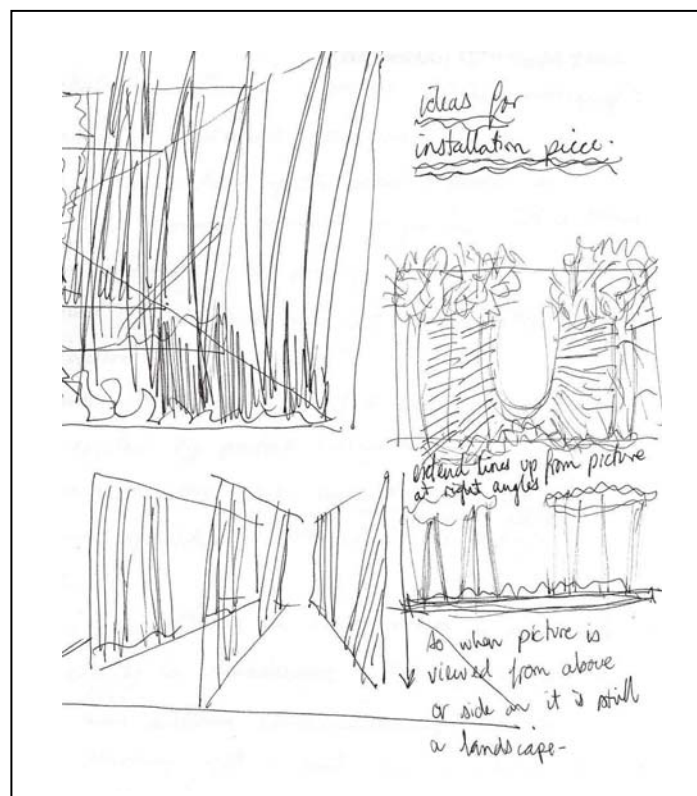 ideas for
installation piece.
extend lines up from picture
at right angles
so when picture is
viewed from above
or side on it is still
a landscape-